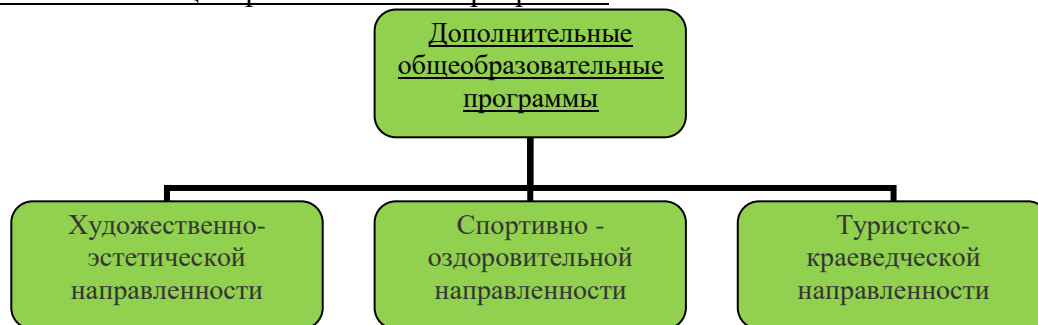 Дополнительные
общеобразовательные
программы
Художественно-
эстетической
направленности
Спортивно -
оздоровительной
направленности
Туристско-
краеведческой
направленности